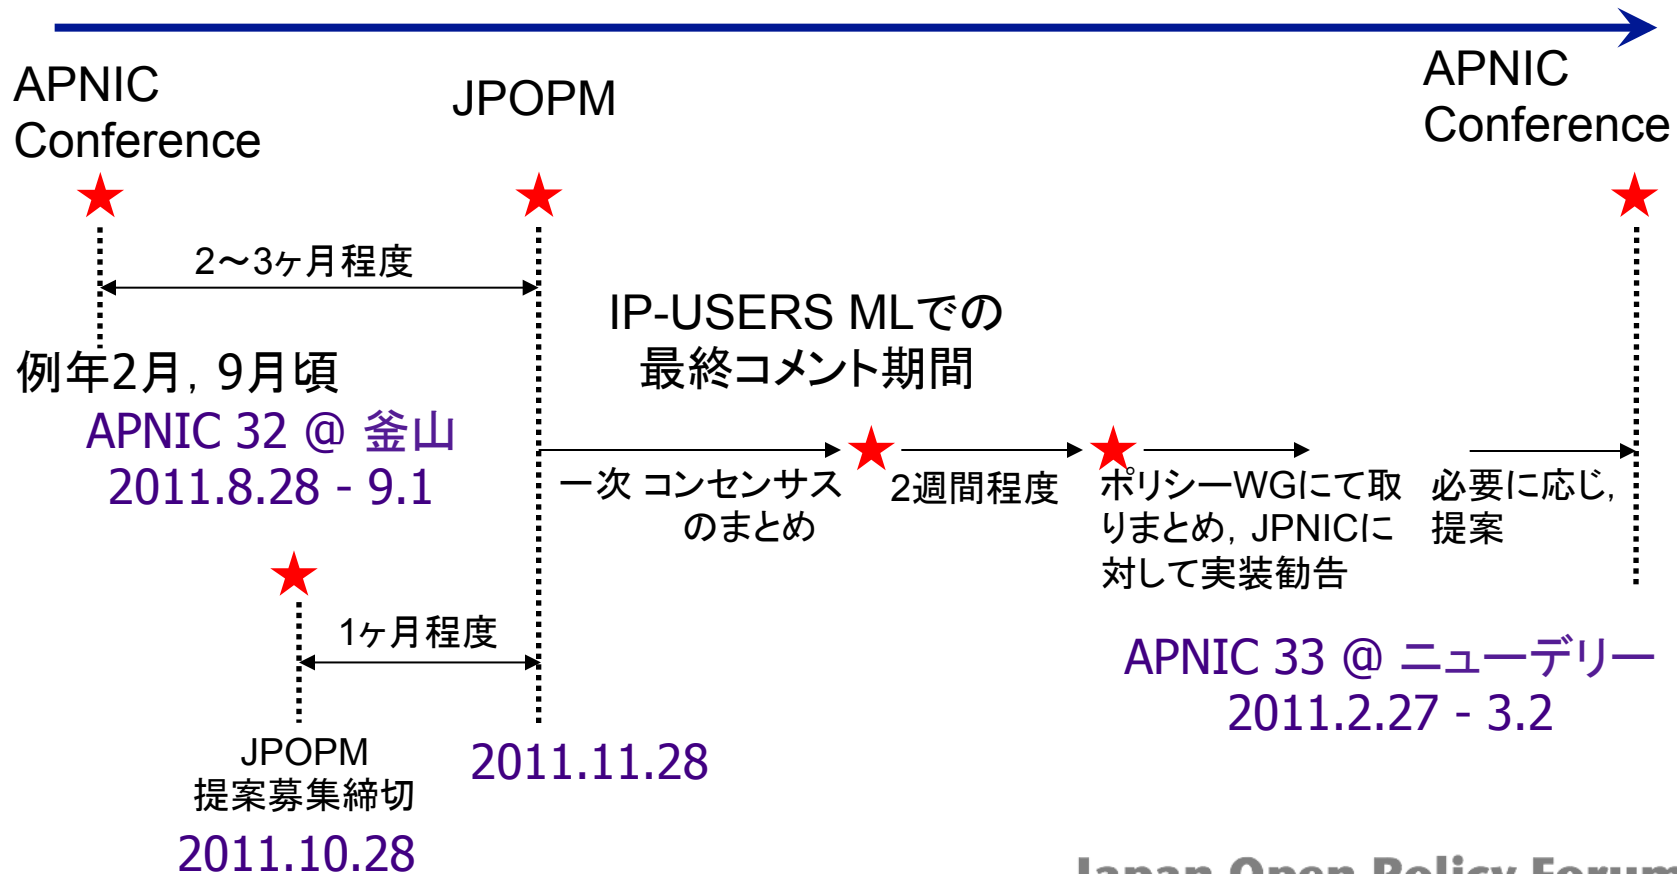 APNIC
Conference
JPOPM
APNIC
Conference
2～3ヶ月程度
IP-USERS MLでの
最終コメント期間
例年2月, 9月頃
APNIC 32 @ 釜山
2011.8.28 - 9.1
一次 コンセンサス
のまとめ
2週間程度
ポリシーWGにて取
りまとめ, JPNICに
対して実装勧告
必要に応じ,
提案
1ヶ月程度
APNIC 33 @ ニューデリー
2011.2.27 - 3.2
JPOPM
提案募集締切
2011.10.28
2011.11.28
Japan Open Policy Forum